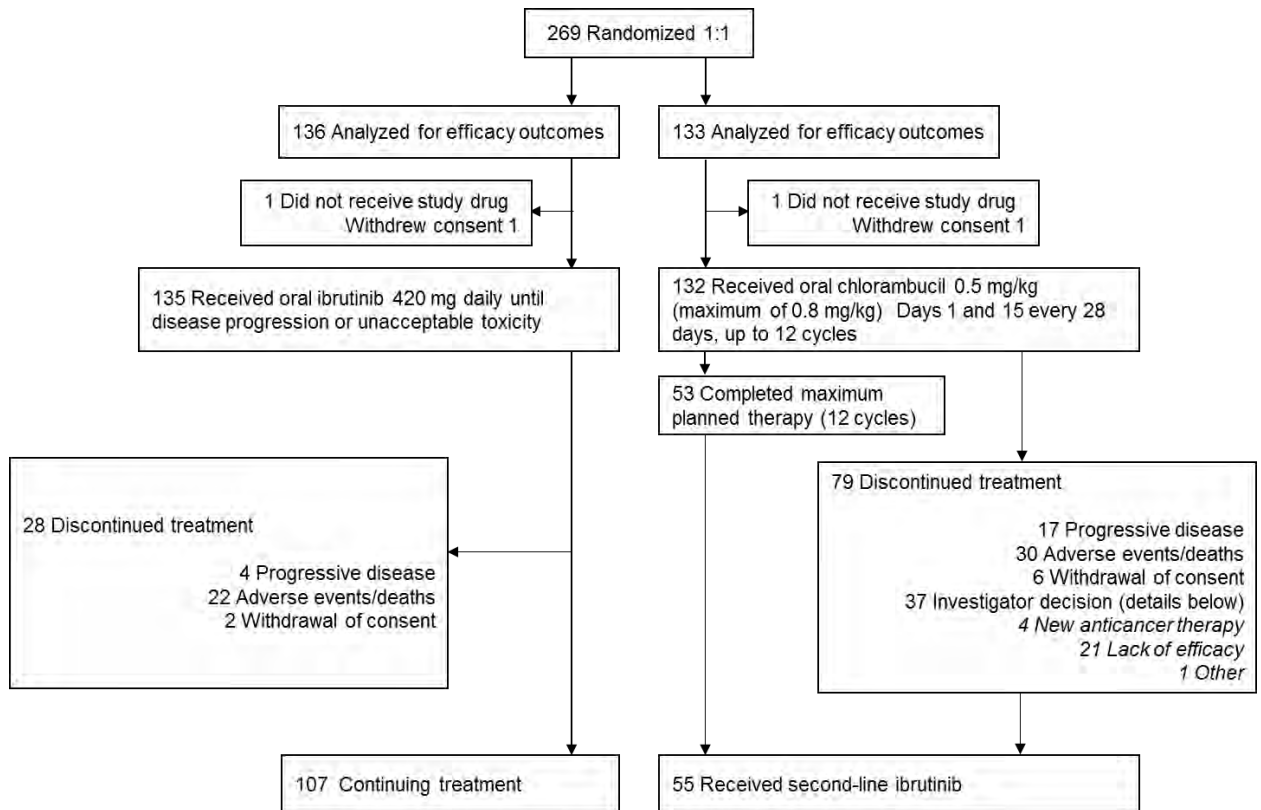 269 Randomized 1:1
136 Analyzed for efficacy outcomes
133 Analyzed for efficacy outcomes
1 Did not receive study drug
Withdrew consent 1
1 Did not receive study drug
Withdrew consent 1
135 Received oral ibrutinib 420 mg daily until
disease progression or unacceptable toxicity
132 Received oral chlorambucil 0.5 mg/kg
(maximum of 0.8 mg/kg) Days 1 and 15 every 28
days, up to 12 cycles
53 Completed maximum
planned therapy (12 cycles)
28 Discontinued treatment
4 Progressive disease
22 Adverse events/deaths
2 Withdrawal of consent
79 Discontinued treatment
17 Progressive disease
30 Adverse events/deaths
6 Withdrawal of consent
37 Investigator decision (details below)
4 New anticancer therapy
21 Lack of efficacy
1 Other
107 Continuing treatment
55 Received second-line ibrutinib